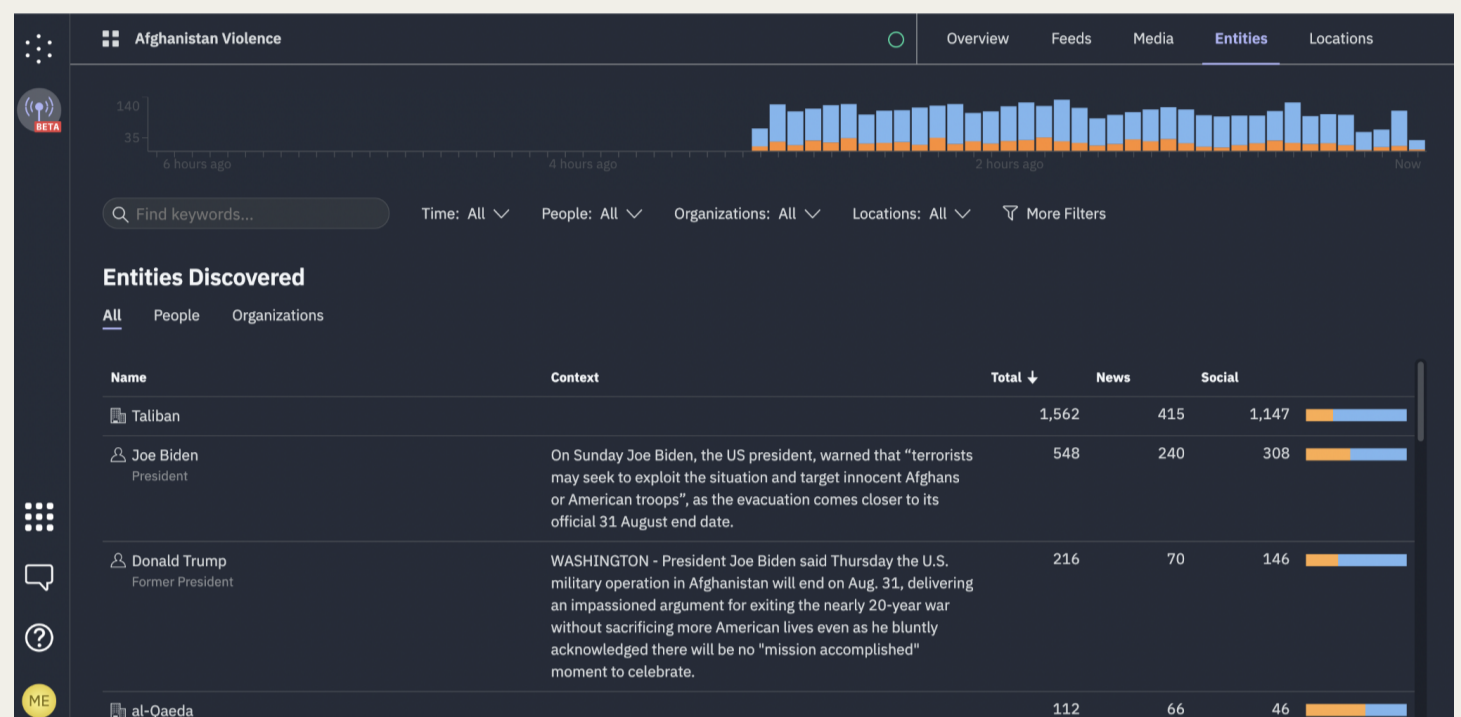 Afghanistan Violence
Overview Feeds Media Entities Locations
BETA
140
35
6 hours ago 4 hours ago 2 hours ago Now
Find keywords... Time: All People: All Organizations: All Locations: All More Filters
Entities Discovered
All People Organizations
Name Context Total News Social
Taliban 1,562 415 1,147
Joe Biden On Sunday Joe Biden, the US president, warned that “terrorists 548 240 308
President may seek to exploit the situation and target innocent Afghans
or American troops”, as the evacuation comes closer to its
official 31 August end date.
Donald Trump WASHINGTON - President Joe Biden said Thursday the U.S. 216 70 146
Former President military operation in Afghanistan will end on Aug. 31, delivering
an impassioned argument for exiting the nearly 20-year war
without sacrificing more American lives even as he bluntly
acknowledged there will be no "mission accomplished"
moment to celebrate.
ME
al-Qaeda 112 66 46